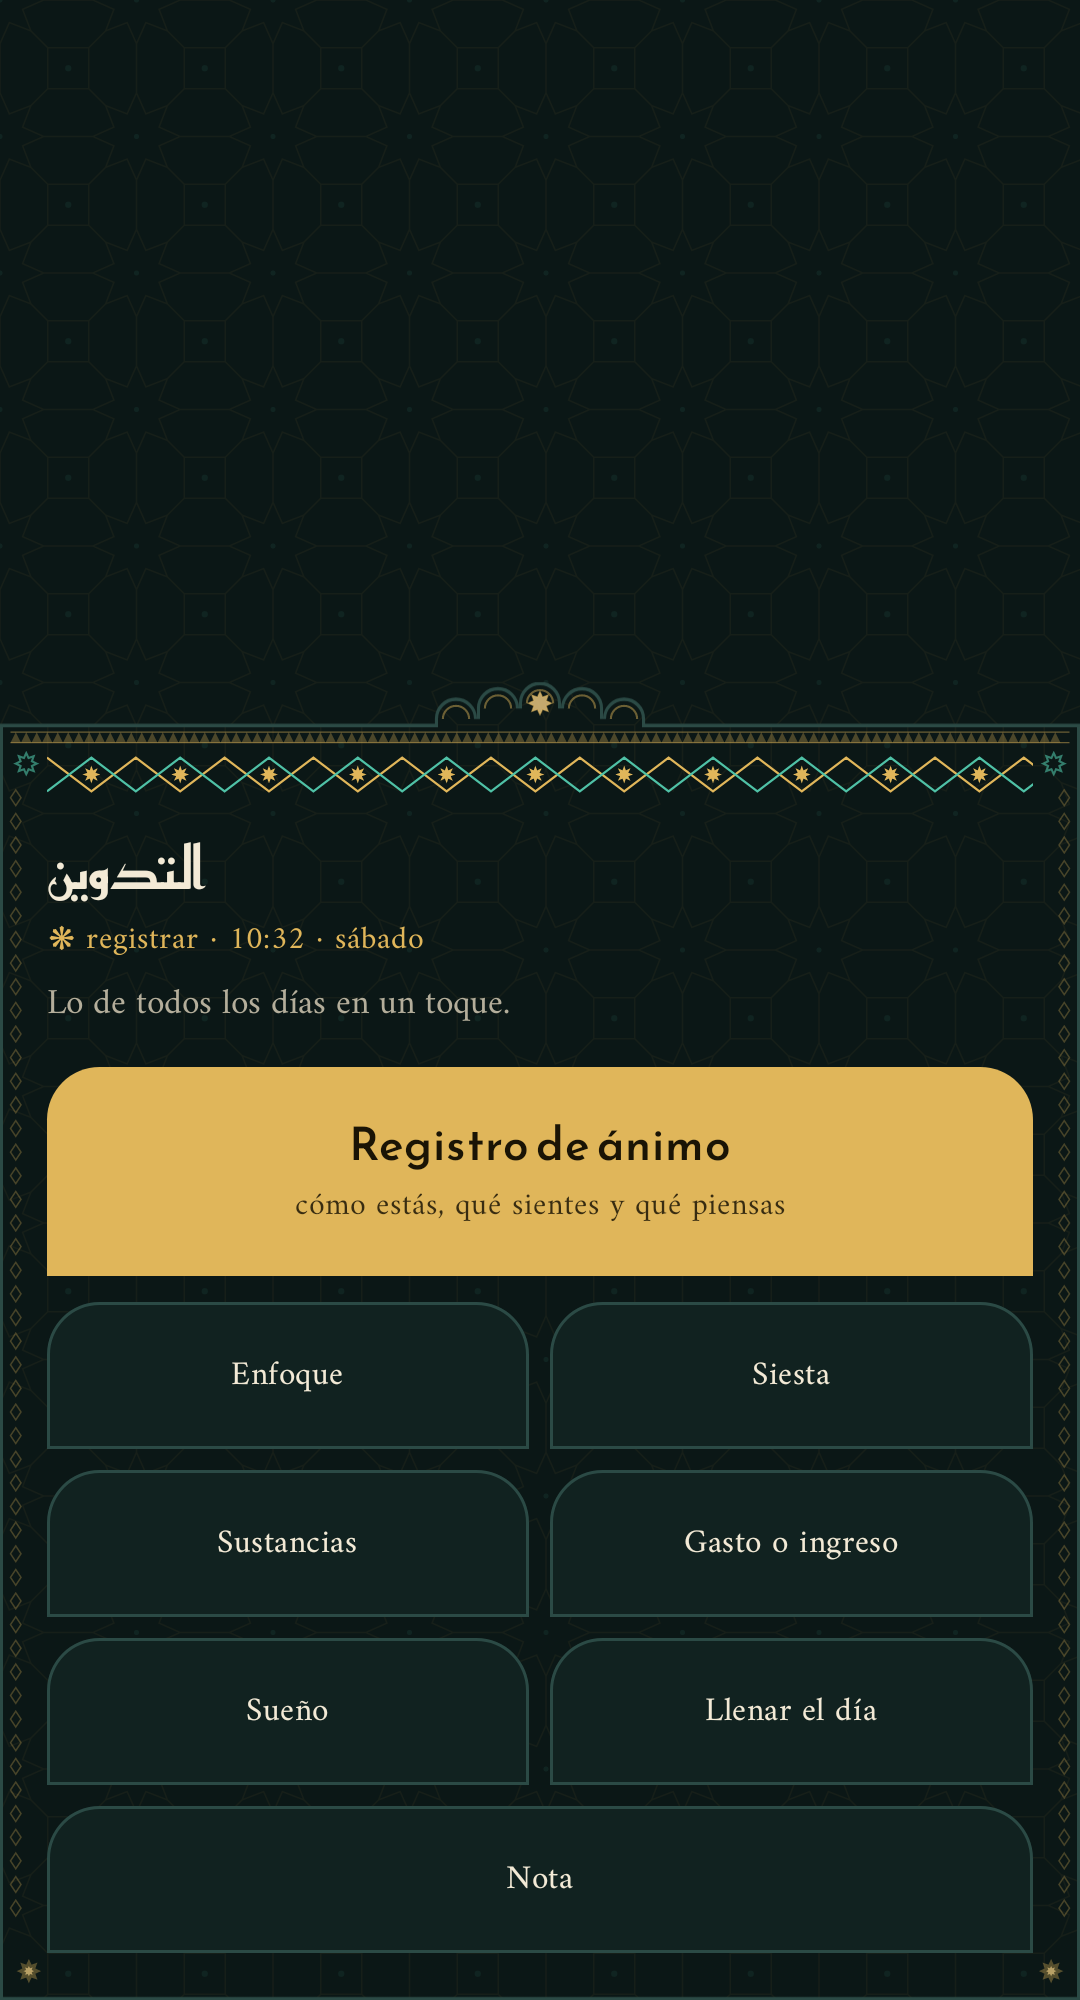 التدوين
❋ registrar · 10:32 · sábado
Lo de todos los días en un toque.
Registro de ánimo
cómo estás, qué sientes y qué piensas
Enfoque
Siesta
Sustancias
Gasto o ingreso
Sueño
Llenar el día
Nota